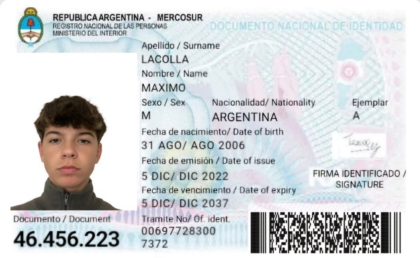 REPUBLICA ARGENTINA - MERCOSUR
REGISTRO NACIONAL DE LAS PERSONAS
MINISTERIO DEL INTERIOR
DOCUMENTO NACIONAL DE IDENTIDAD
Apellido / Surname
LACOLLA
Nombre / Name
MAXIMO
Sexo / Sex Nacionalidad/ Nationality Ejemplar
M ARGENTINA A
Fecha de nacimiento/ Date of birth
31 AGO/ AGO 2006
Fecha de emisión / Date of issue
5 DIC/ DIC 2022
FIRMA IDENTIFICADO /
SIGNATURE
Fecha de vencimiento / Date of expiry
5 DIC/ DIC 2037
Documento / Document
46.456.223
Tramite No/ Of. ident.
00697728300
7372